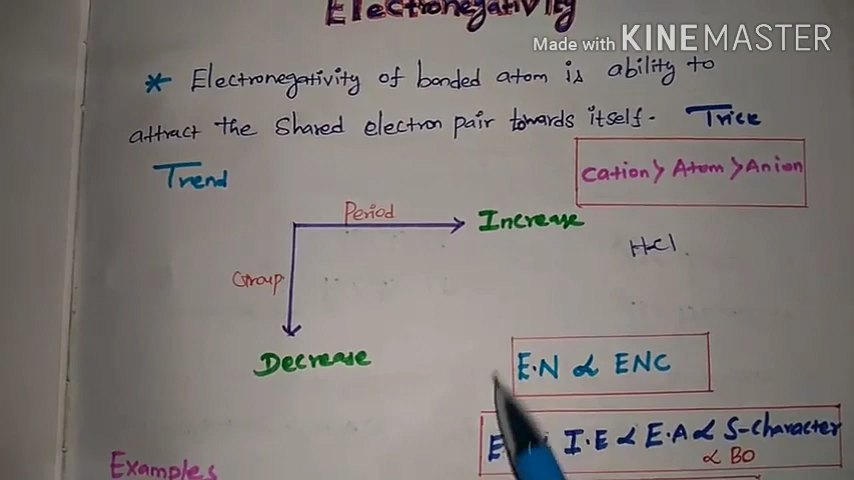 Electronegativity
Made with KINEMASTER
* Electronegativity of bonded atom is ability to
attract the shared electron pair towards itself. Trick
Cation > Atom > Anion
Trend
Period
Increase
HCl.
Group
Decrease
E.N ∝ ENC
I.E ∝ E.A ∝ S-character
∝ BO
Examples